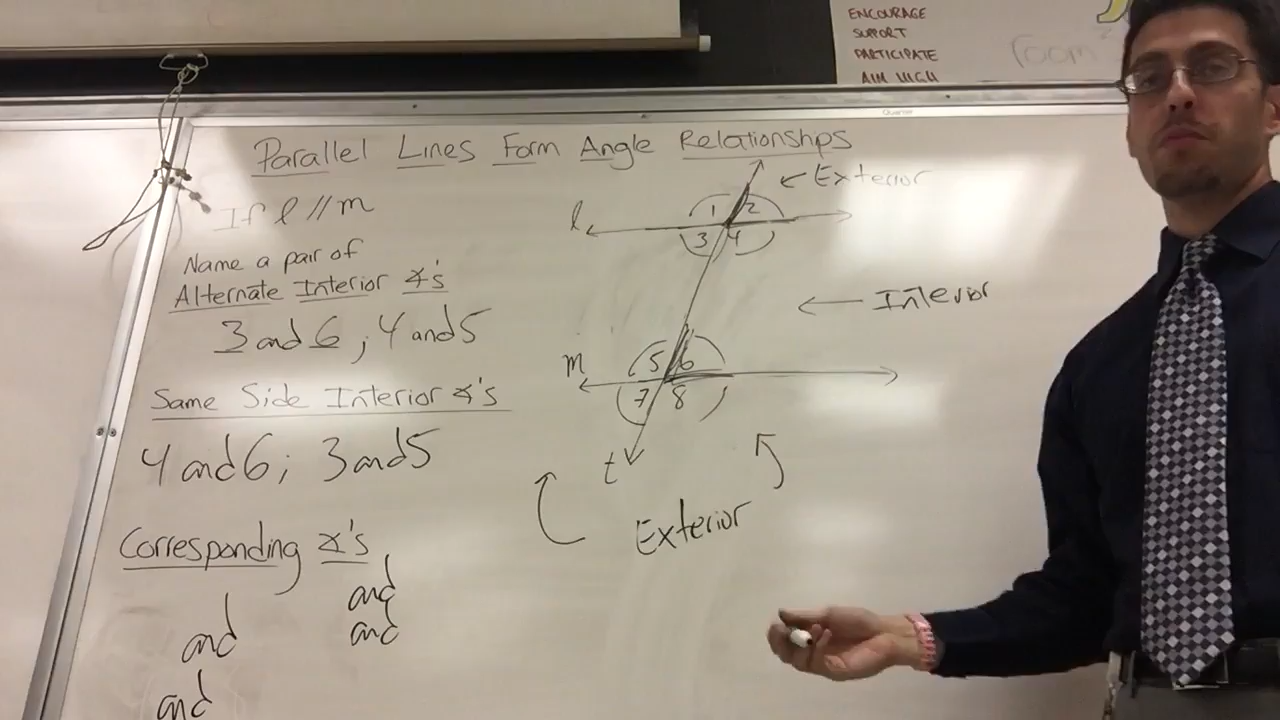 ENCOURAGE
SUPPORT
PARTICIPATE
AIM HIGH
room
Quartet
Parallel Lines Form Angle Relationships
If l // m
Name a pair of
Alternate Interior ∡'s
3 and 6 ; 4 and 5
Same Side Interior ∡'s
4 and 6 ; 3 and 5
Corresponding ∡'s
and
and
and
and
← Exterior
l
1 2
3 4
← Interior
m
5 6
7 8
t
Exterior